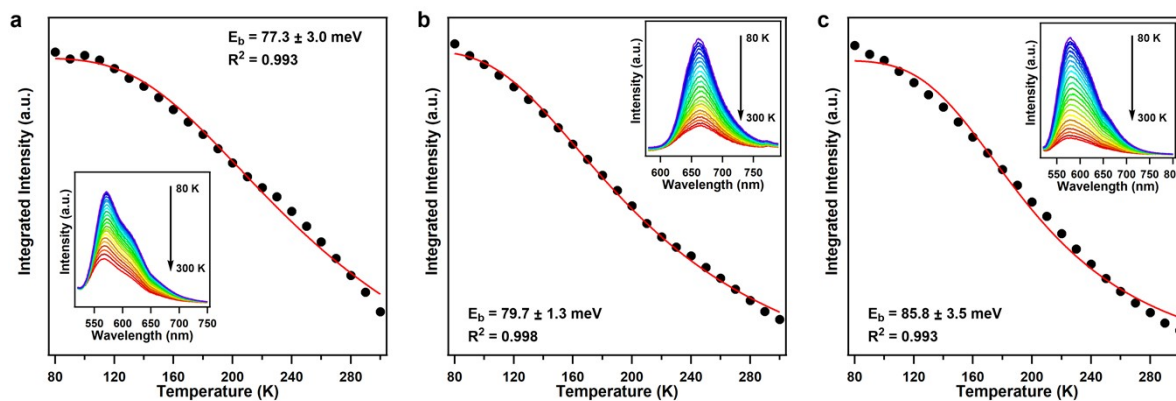 a
E_b = 77.3 ± 3.0 meV
R² = 0.993
Integrated Intensity (a.u.)
Intensity (a.u.)
80 K
300 K
550 600 650 700 750
Wavelength (nm)
80 120 160 200 240 280
Temperature (K)
b
E_b = 79.7 ± 1.3 meV
R² = 0.998
Integrated Intensity (a.u.)
Intensity (a.u.)
80 K
300 K
600 650 700 750
Wavelength (nm)
80 120 160 200 240 280
Temperature (K)
c
E_b = 85.8 ± 3.5 meV
R² = 0.993
Integrated Intensity (a.u.)
Intensity (a.u.)
80 K
300 K
550 600 650 700 750 80
Wavelength (nm)
80 120 160 200 240 280
Temperature (K)